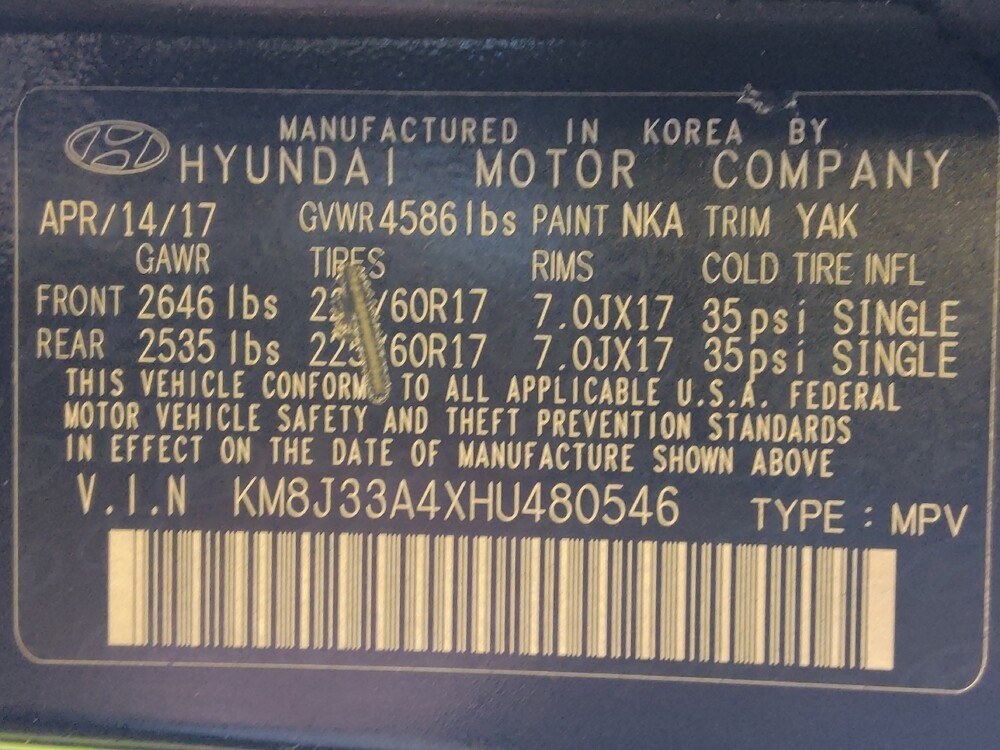 MANUFACTURED IN KOREA BY
HYUNDAI MOTOR COMPANY
APR/14/17 GVWR 4586 lbs PAINT NKA TRIM YAK
GAWR TIRES RIMS COLD TIRE INFL
FRONT 2646 lbs /60R17 7.0JX17 35psi SINGLE
REAR 2535 lbs 225/60R17 7.0JX17 35psi SINGLE
THIS VEHICLE CONFORMS TO ALL APPLICABLE U.S.A. FEDERAL
MOTOR VEHICLE SAFETY AND THEFT PREVENTION STANDARDS
IN EFFECT ON THE DATE OF MANUFACTURE SHOWN ABOVE
V.I.N KM8J33A4XHU480546 TYPE : MPV